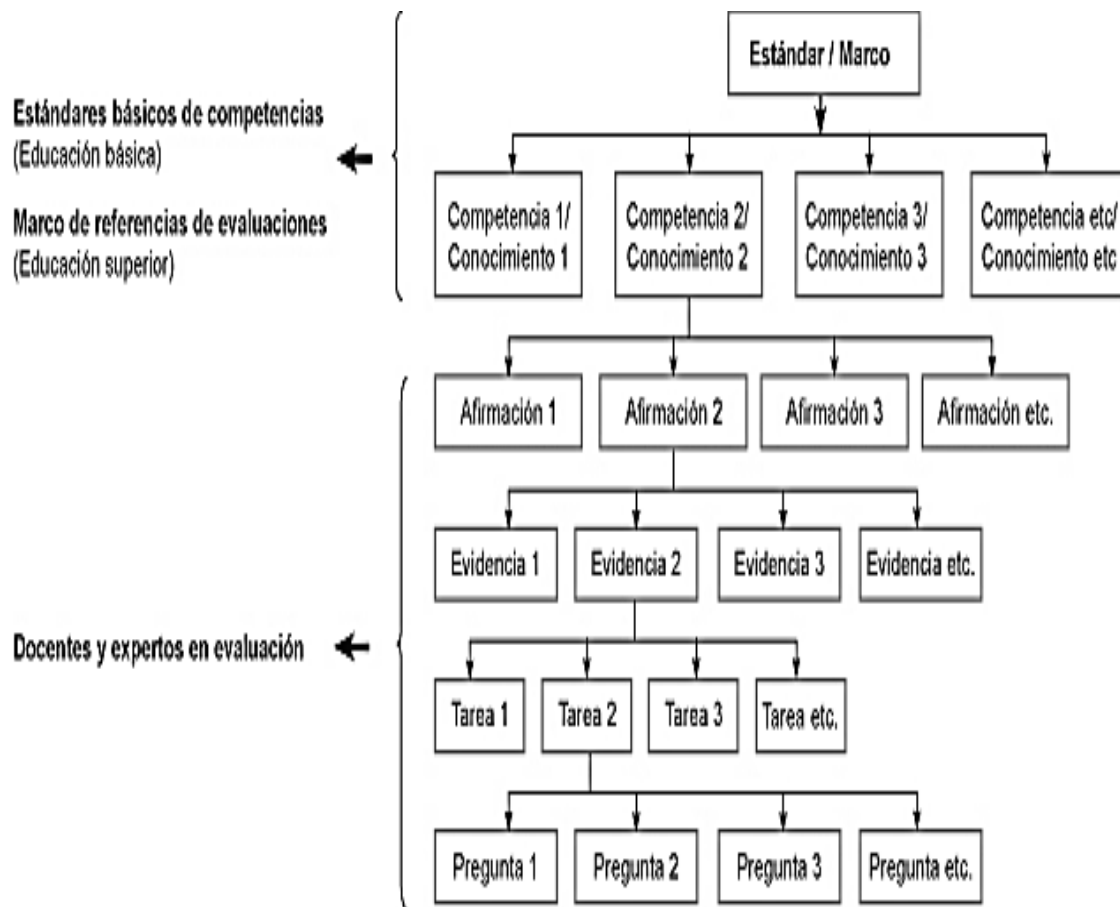 Estándar / Marco
Estándares básicos de competencias
(Educación básica)
Marco de referencias de evaluaciones
(Educación superior)
Competencia 1/
Conocimiento 1
Competencia 2/
Conocimiento 2
Competencia 3/
Conocimiento 3
Competencia etc/
Conocimiento etc
Afirmación 1
Afirmación 2
Afirmación 3
Afirmación etc.
Evidencia 1
Evidencia 2
Evidencia 3
Evidencia etc.
Docentes y expertos en evaluación
Tarea 1
Tarea 2
Tarea 3
Tarea etc.
Pregunta 1
Pregunta 2
Pregunta 3
Pregunta etc.